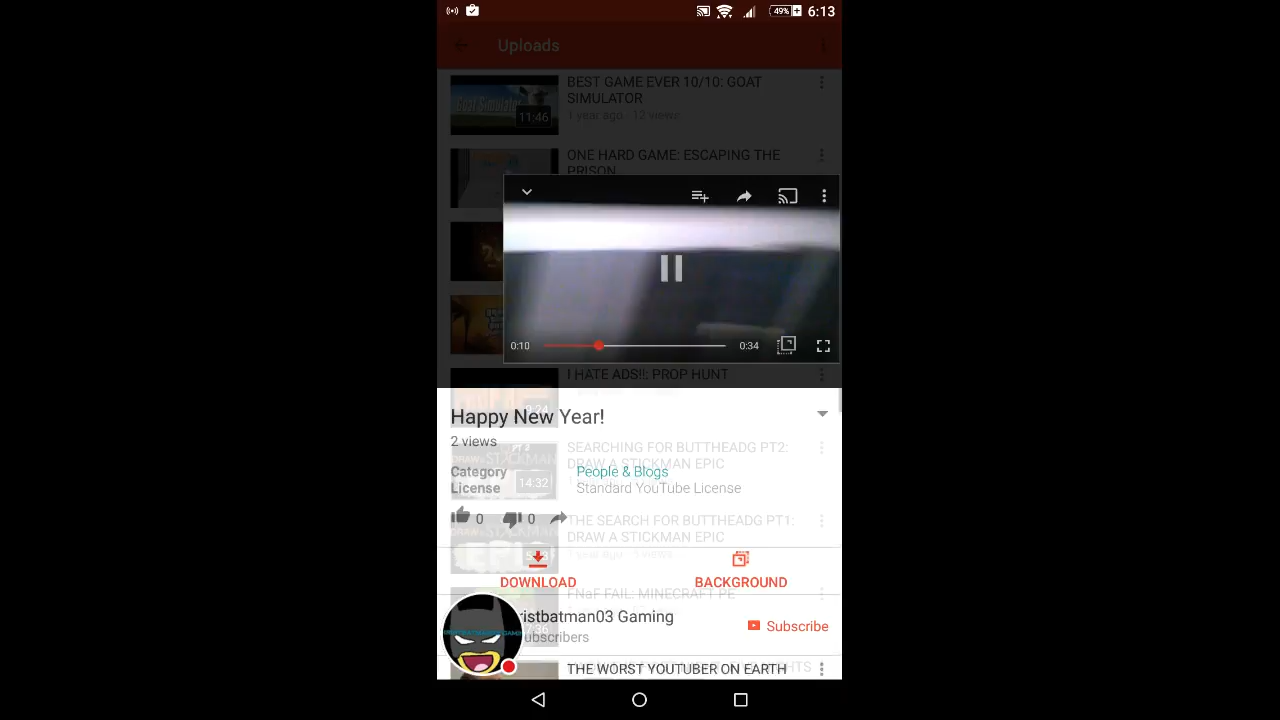 49% 6:13
Uploads
BEST GAME EVER 10/10: GOAT
SIMULATOR
1 year ago · 12 views
Goat Simulator
11:46
ONE HARD GAME: ESCAPING THE
PRISON
0:10
0:34
I HATE ADS!!: PROP HUNT
Happy New Year!
2 views
SEARCHING FOR BUTTHEADG PT2:
DRAW A STICKMAN EPIC
14:32
Category People & Blogs
License Standard YouTube License
0 0
THE SEARCH FOR BUTTHEADG PT1:
DRAW A STICKMAN EPIC
DOWNLOAD BACKGROUND
FNaF FAIL: MINECRAFT PE
ristbatman03 Gaming
ubscribers
Subscribe
THE WORST YOUTUBER ON EARTH